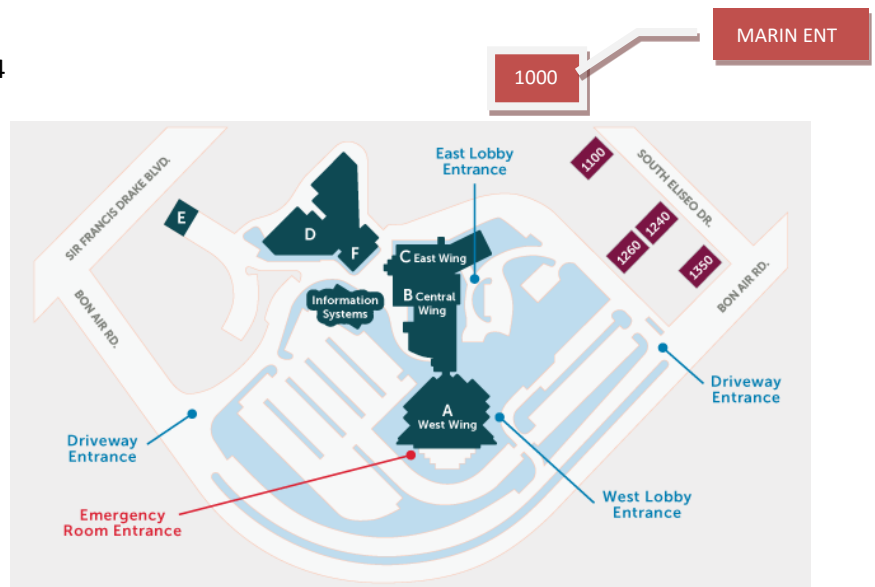 MARIN ENT
1000
4
East Lobby
Entrance
SIR FRANCIS DRAKE BLVD.
SOUTH ELISEO DR.
1100
E
D
F
1240
1260
1350
C East Wing
B Central
Wing
Information
Systems
BON AIR RD.
BON AIR RD.
Driveway
Entrance
A
West Wing
Driveway
Entrance
West Lobby
Entrance
Emergency
Room Entrance